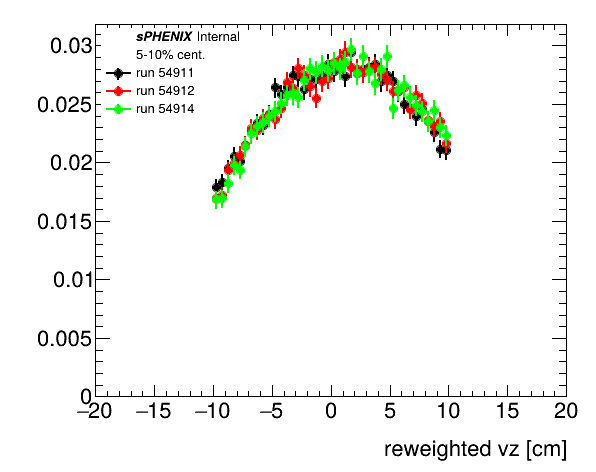 sPHENIX Internal
5-10% cent.
run 54911
run 54912
run 54914
0.03
0.025
0.02
0.015
0.01
0.005
0
−20 −15 −10 −5 0 5 10 15 20
reweighted vz [cm]